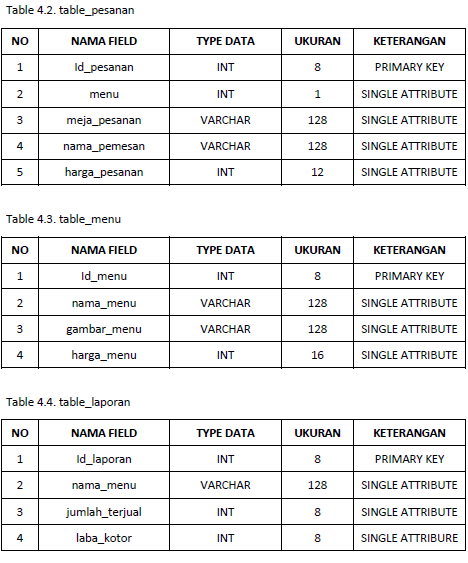 Table 4.2. table_pesanan
NO NAMA FIELD TYPE DATA UKURAN KETERANGAN
1 Id_pesanan INT 8 PRIMARY KEY
2 menu INT 1 SINGLE ATTRIBUTE
3 meja_pesanan VARCHAR 128 SINGLE ATTRIBUTE
4 nama_pemesan VARCHAR 128 SINGLE ATTRIBUTE
5 harga_pesanan INT 12 SINGLE ATTRIBUTE
Table 4.3. table_menu
NO NAMA FIELD TYPE DATA UKURAN KETERANGAN
1 Id_menu INT 8 PRIMARY KEY
2 nama_menu VARCHAR 128 SINGLE ATTRIBUTE
3 gambar_menu VARCHAR 128 SINGLE ATTRIBUTE
4 harga_menu INT 16 SINGLE ATTRIBUTE
Table 4.4. table_laporan
NO NAMA FIELD TYPE DATA UKURAN KETERANGAN
1 Id_laporan INT 8 PRIMARY KEY
2 nama_menu VARCHAR 128 SINGLE ATTRIBUTE
3 jumlah_terjual INT 8 SINGLE ATTRIBUTE
4 laba_kotor INT 8 SINGLE ATTRIBURE